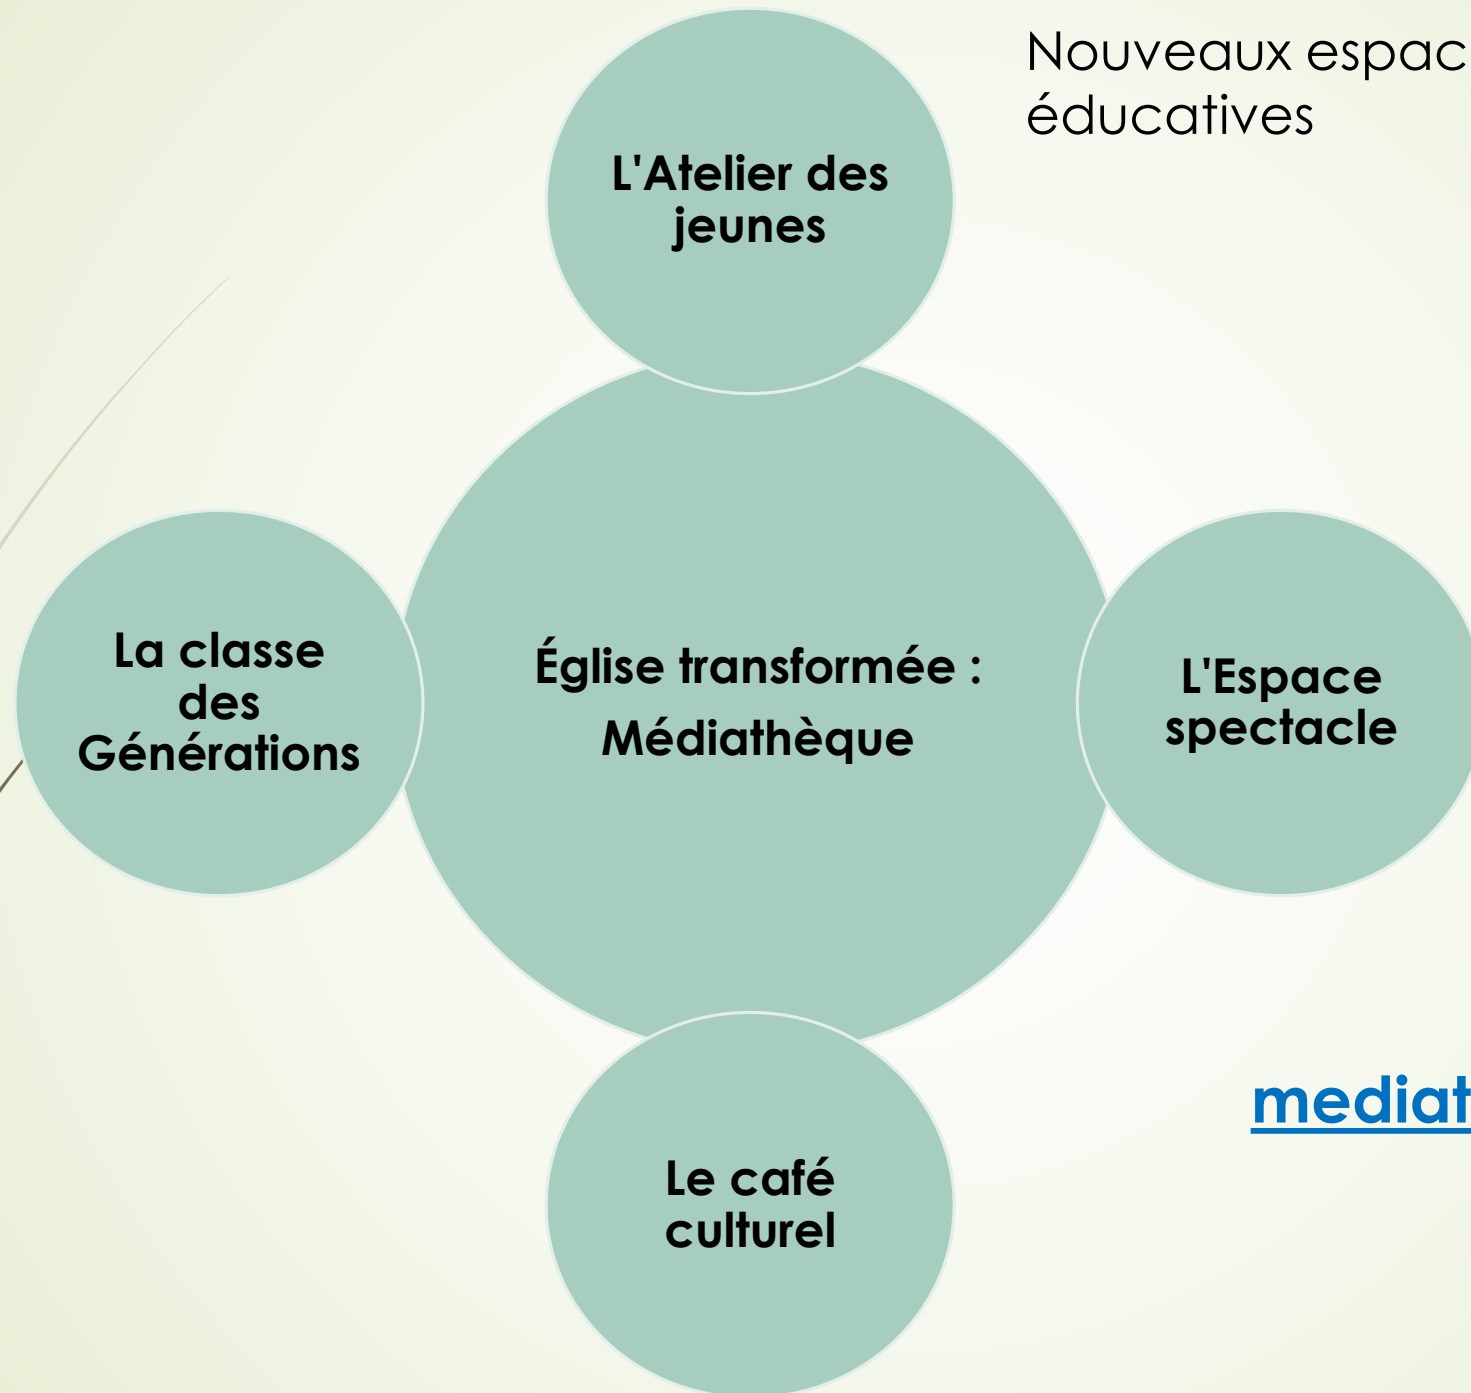 Nouveaux espac
éducatives
L'Atelier des
jeunes
La classe
des
Générations
Église transformée :
Médiathèque
L'Espace
spectacle
mediat
Le café
culturel